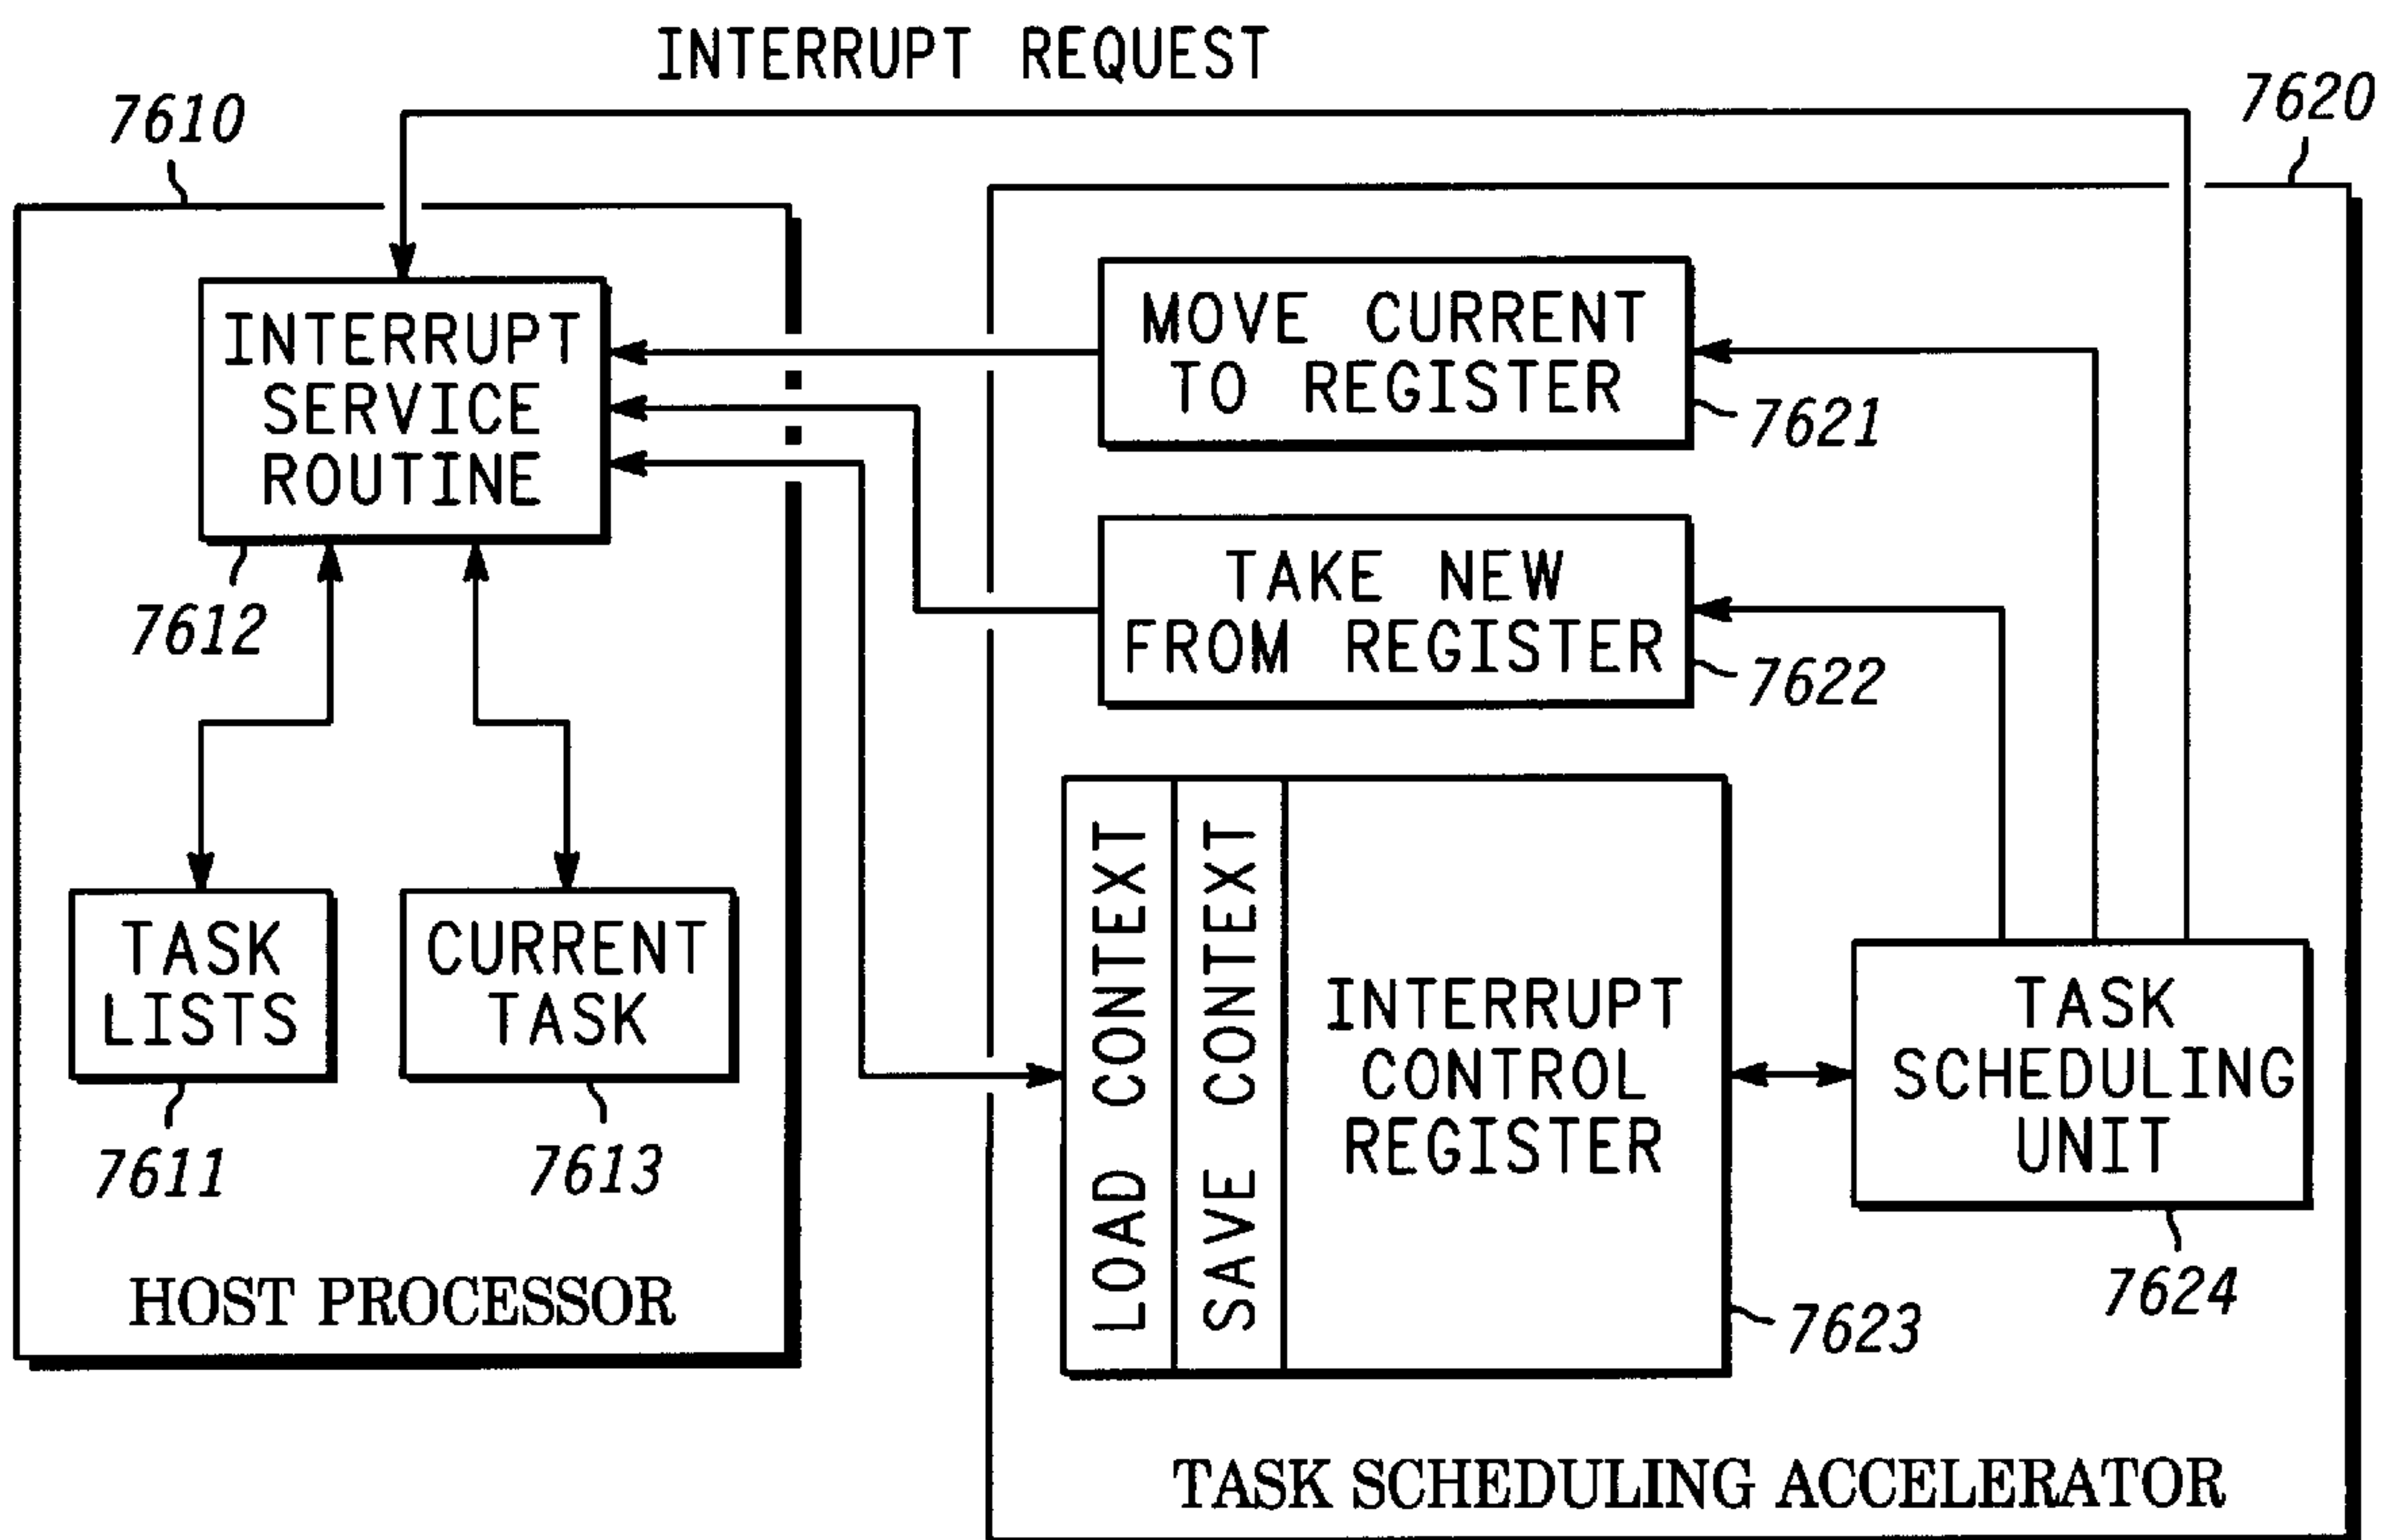 INTERRUPT REQUEST
7610
7620
INTERRUPT
SERVICE
ROUTINE
7612
MOVE CURRENT
TO REGISTER
7621
TAKE NEW
FROM REGISTER
7622
TASK
LISTS
7611
CURRENT
TASK
7613
HOST PROCESSOR
LOAD CONTEXT
SAVE CONTEXT
INTERRUPT
CONTROL
REGISTER
7623
TASK
SCHEDULING
UNIT
7624
TASK SCHEDULING ACCELERATOR